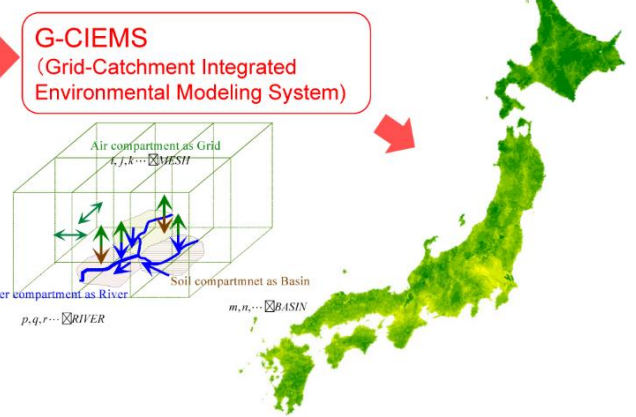 G-CIEMS
（Grid-Catchment Integrated
Environmental Modeling System)
Air compartment as Grid
i, j,k⋯ ☒MESH
Soil compartmnet as Basin
er compartment as River
m,n,⋯ ☒BASIN
p,q,r⋯ ☒RIVER